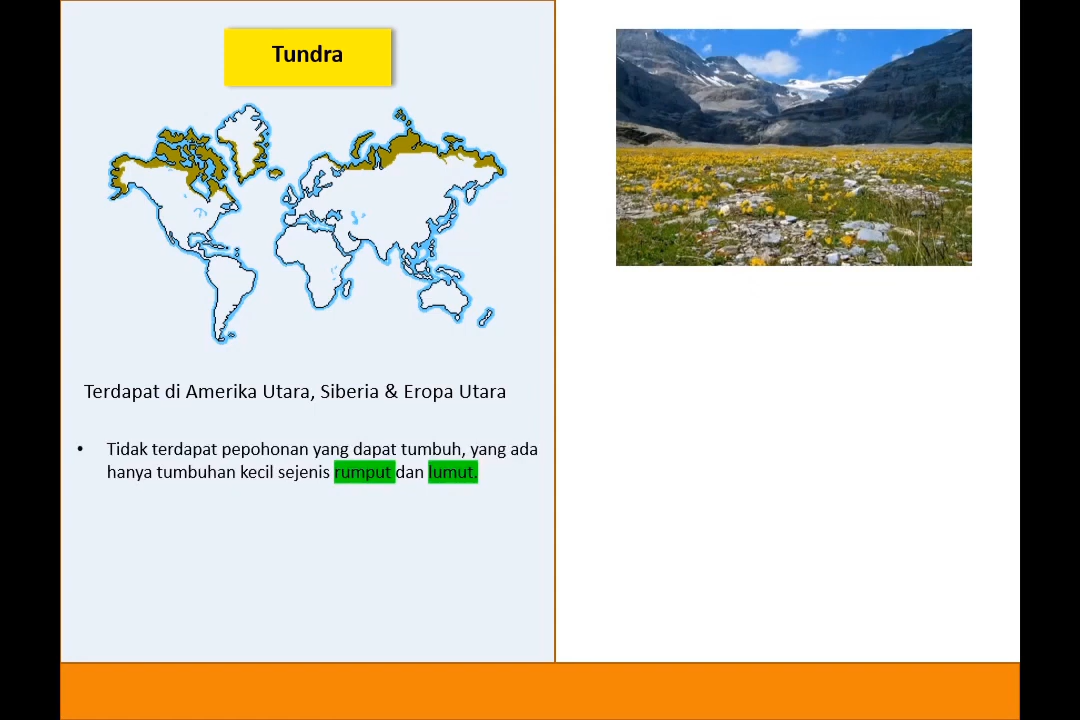 Tundra
Terdapat di Amerika Utara, Siberia & Eropa Utara
• Tidak terdapat pepohonan yang dapat tumbuh, yang ada
hanya tumbuhan kecil sejenis rumput dan lumut.